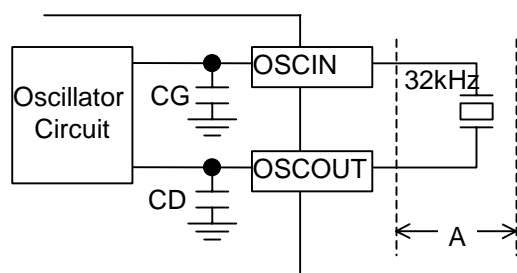 OSCIN
32kHz
CG
Oscillator
Circuit
OSCOUT
CD
A